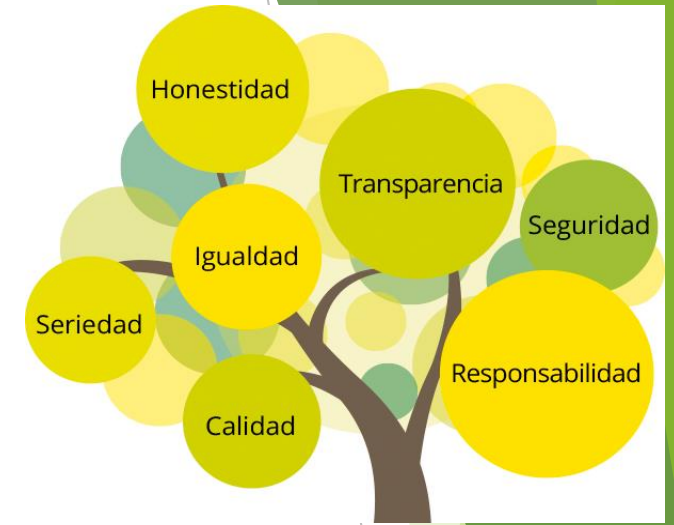 Honestidad
Transparencia
Seguridad
Igualdad
Seriedad
Responsabilidad
Calidad